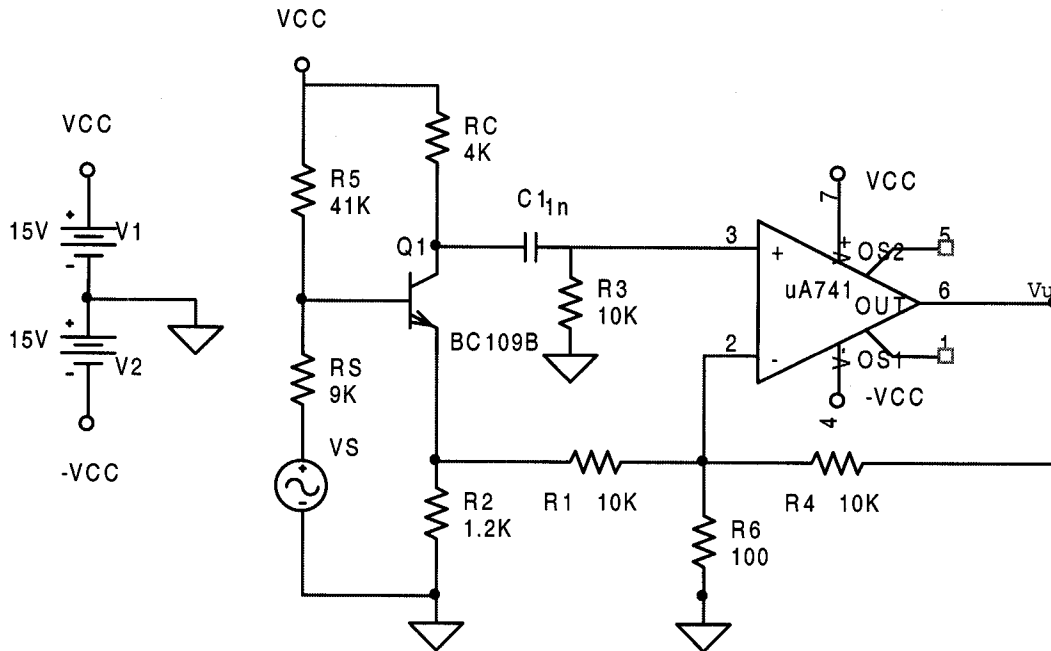 VCC
VCC
15V
+
-
V1
15V
+
-
V2
-VCC
R5
41K
RC
4K
Q1
BC109B
RS
9K
VS
+
-
R2
1.2K
C1
1n
R3
10K
R1 10K
R6
100
R4 10K
3
+
2
-
uA741
7
VCC
V+
OS2
5
OUT
6
Vu
OS1
1
V-
4
-VCC